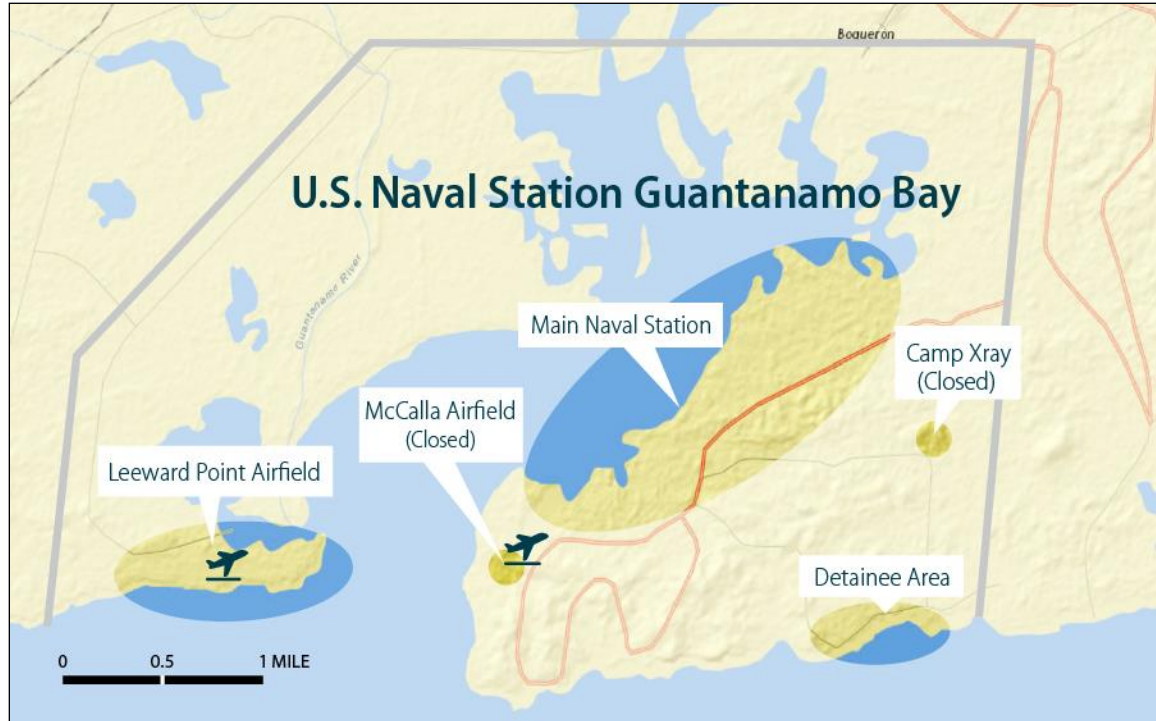 Boqueron
U.S. Naval Station Guantanamo Bay
Guantanamo River
Main Naval Station
Camp Xray
(Closed)
McCalla Airfield
(Closed)
Leeward Point Airfield
Detainee Area
0 0.5 1 MILE